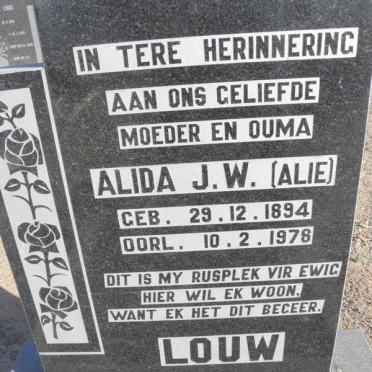 IN TERE HERINNERING
AAN ONS GELIEFDE
MOEDER EN OUMA
ALIDA J.W. (ALIE)
GEB. 29.12.1894
OORL. 10.2.1978
DIT IS MY RUSPLEK VIR EWIG
HIER WIL EK WOON,
WANT EK HET DIT BEGEER.
LOUW